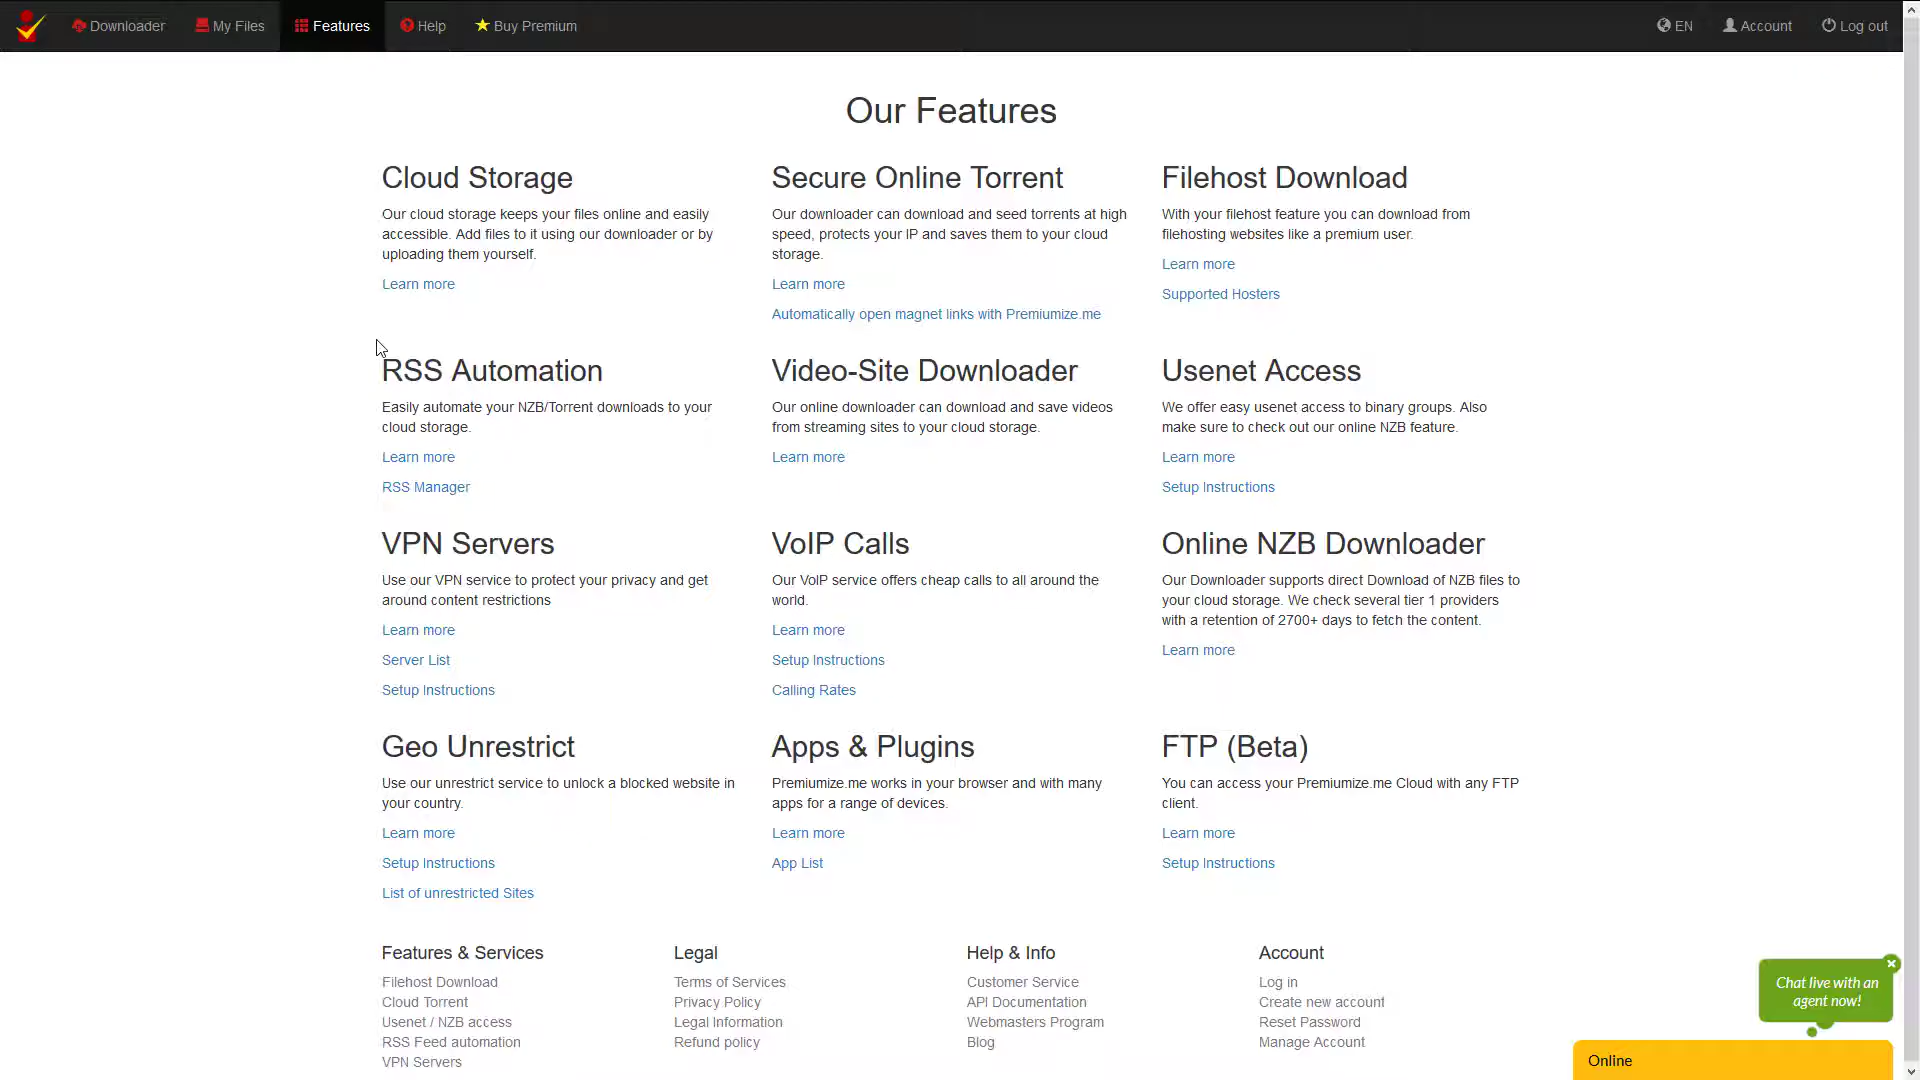 Downloader My Files Features Help Buy Premium EN Account Log out
Our Features
Cloud Storage
Our cloud storage keeps your files online and easily
accessible. Add files to it using our downloader or by
uploading them yourself.
Learn more
Secure Online Torrent
Our downloader can download and seed torrents at high
speed, protects your IP and saves them to your cloud
storage.
Learn more
Automatically open magnet links with Premiumize.me
Filehost Download
With your filehost feature you can download from
filehosting websites like a premium user.
Learn more
Supported Hosters
RSS Automation
Easily automate your NZB/Torrent downloads to your
cloud storage.
Learn more
RSS Manager
Video-Site Downloader
Our online downloader can download and save videos
from streaming sites to your cloud storage.
Learn more
Usenet Access
We offer easy usenet access to binary groups. Also
make sure to check out our online NZB feature.
Learn more
Setup Instructions
VPN Servers
Use our VPN service to protect your privacy and get
around content restrictions
Learn more
Server List
Setup Instructions
VoIP Calls
Our VoIP service offers cheap calls to all around the
world.
Learn more
Setup Instructions
Calling Rates
Online NZB Downloader
Our Downloader supports direct Download of NZB files to
your cloud storage. We check several tier 1 providers
with a retention of 2700+ days to fetch the content.
Learn more
Geo Unrestrict
Use our unrestrict service to unlock a blocked website in
your country.
Learn more
Setup Instructions
List of unrestricted Sites
Apps & Plugins
Premiumize.me works in your browser and with many
apps for a range of devices.
Learn more
App List
FTP (Beta)
You can access your Premiumize.me Cloud with any FTP
client.
Learn more
Setup Instructions
Features & Services
Filehost Download
Cloud Torrent
Usenet / NZB access
RSS Feed automation
VPN Servers
Legal
Terms of Services
Privacy Policy
Legal Information
Refund policy
Help & Info
Customer Service
API Documentation
Webmasters Program
Blog
Account
Log in
Create new account
Reset Password
Manage Account
Chat live with an
agent now!
Online